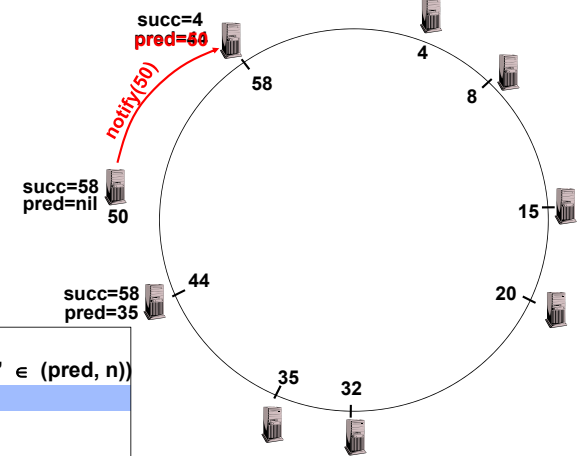 succ=4
pred=
4
58
8
notify(50)
succ=58
pred=nil
50
15
44
20
succ=58
pred=35
' ∈ (pred, n))
35
32